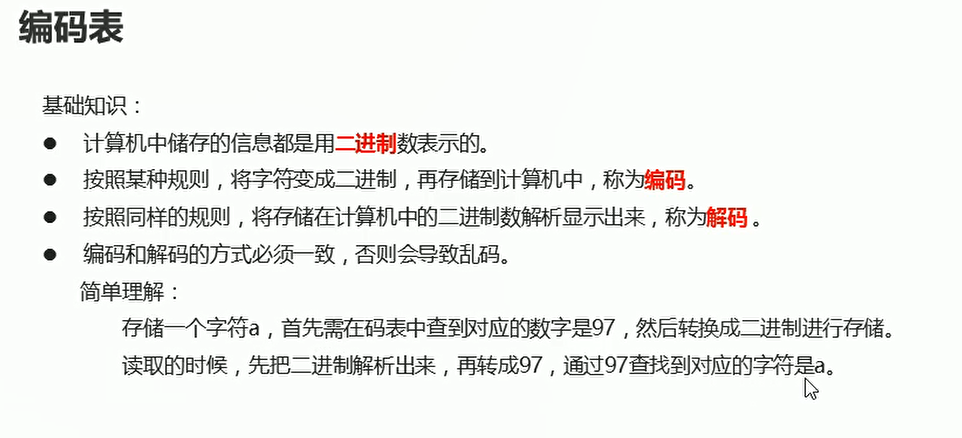 编码表
基础知识：
● 计算机中储存的信息都是用二进制数表示的。
● 按照某种规则，将字符变成二进制，再存储到计算机中，称为编码。
● 按照同样的规则，将存储在计算机中的二进制数解析显示出来，称为解码 。
● 编码和解码的方式必须一致，否则会导致乱码。
简单理解：
存储一个字符a，首先需在码表中查到对应的数字是97，然后转换成二进制进行存储。
读取的时候，先把二进制解析出来，再转成97，通过97查找到对应的字符是a。